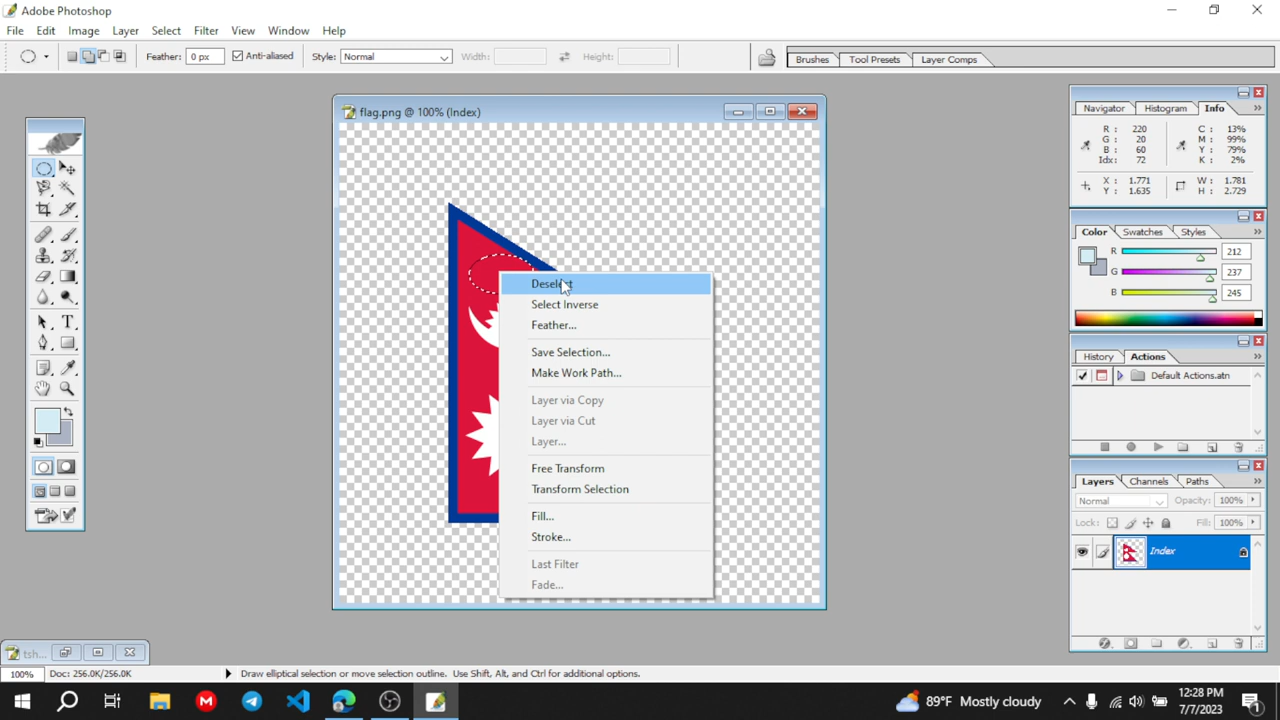 Adobe Photoshop
File Edit Image Layer Select Filter View Window Help
Feather: 0 px Anti-aliased Style: Normal Width: Height: Brushes Tool Presets Layer Comps
flag.png @ 100% (Index)
Navigator Histogram Info
R : 220 C : 13%
G : 20 M : 99%
B : 60 Y : 79%
Idx: 72 K : 2%
X : 1.771 W : 1.781
Y : 1.635 H : 2.729
Color Swatches Styles
R 212
G 237
B 245
Deselect
Select Inverse
Feather...
Save Selection...
Make Work Path...
Layer via Copy
Layer via Cut
Layer...
Free Transform
Transform Selection
Fill...
Stroke...
Last Filter
Fade...
History Actions
Default Actions.atn
Layers Channels Paths
Normal Opacity: 100%
Lock: Fill: 100%
Index
tsh...
100% Doc: 256.0K/256.0K Draw elliptical selection or move selection outline. Use Shift, Alt, and Ctrl for additional options.
89°F Mostly cloudy
12:28 PM
7/7/2023
1